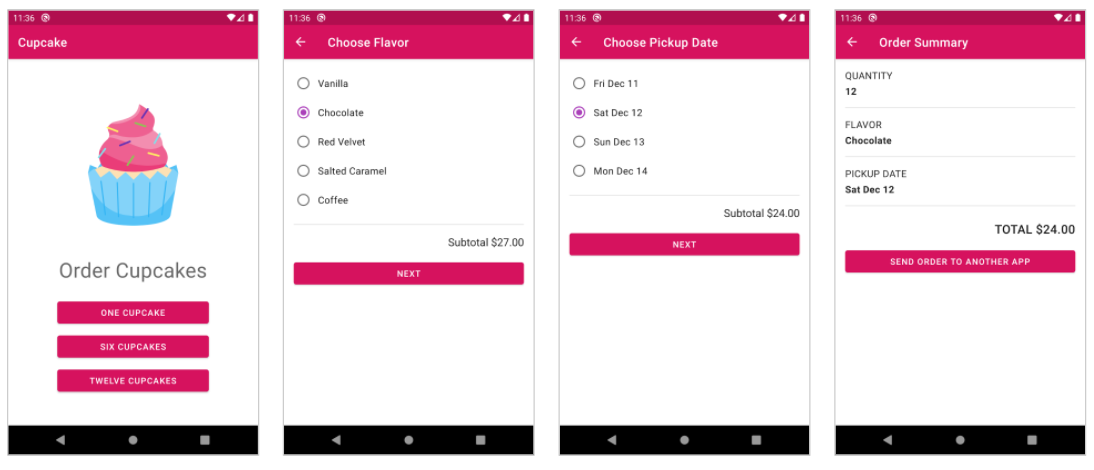 11:36
Cupcake
Order Cupcakes
ONE CUPCAKE
SIX CUPCAKES
TWELVE CUPCAKES
11:36
Choose Flavor
Vanilla
Chocolate
Red Velvet
Salted Caramel
Coffee
Subtotal $27.00
NEXT
11:36
Choose Pickup Date
Fri Dec 11
Sat Dec 12
Sun Dec 13
Mon Dec 14
Subtotal $24.00
NEXT
11:36
Order Summary
QUANTITY
12
FLAVOR
Chocolate
PICKUP DATE
Sat Dec 12
TOTAL $24.00
SEND ORDER TO ANOTHER APP